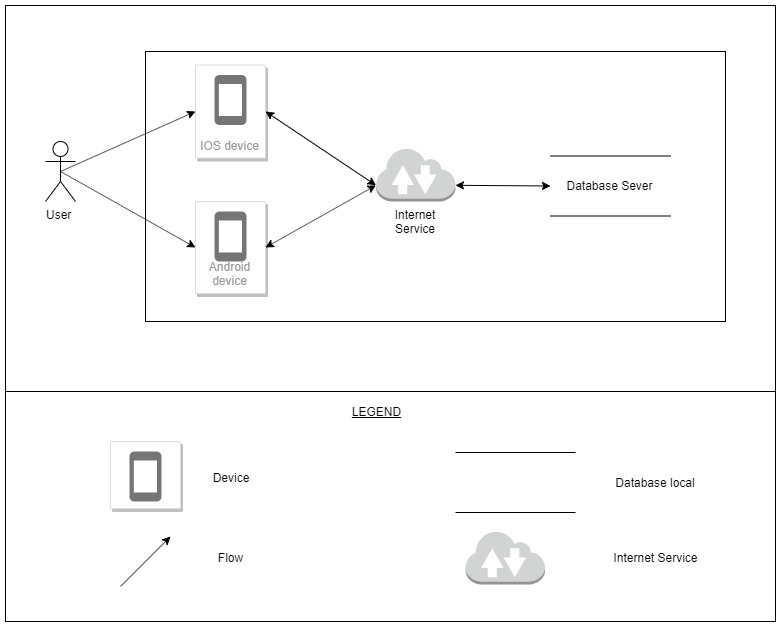 IOS device
User
Internet
Service
Database Sever
Android
device
LEGEND
Device
Database local
Flow
Internet Service